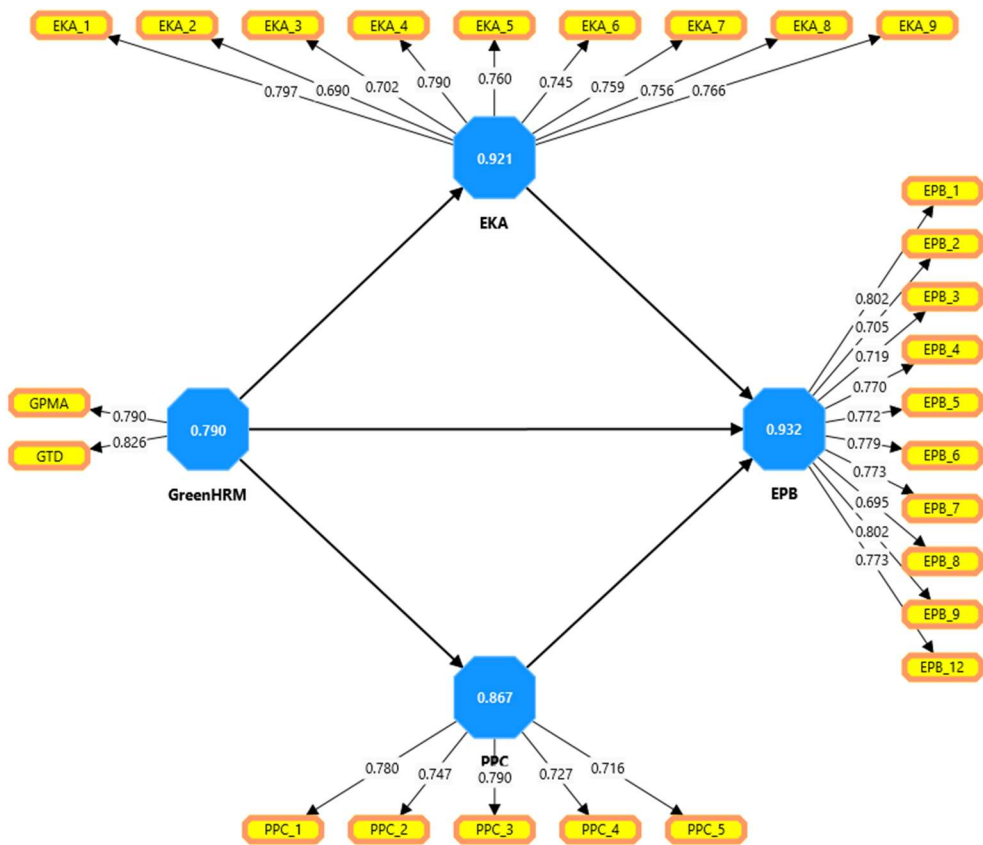 EKA_1
EKA_2
EKA_3
EKA_4
EKA_5
EKA_6
EKA_7
EKA_8
EKA_9
0.797
0.690
0.702
0.790
0.760
0.745
0.759
0.756
0.766
0.921
EKA
EPB_1
EPB_2
EPB_3
EPB_4
EPB_5
EPB_6
EPB_7
EPB_8
EPB_9
EPB_12
0.802
0.705
0.719
0.770
0.772
0.779
0.773
0.695
0.802
0.773
GPMA
GTD
0.790
0.826
0.790
GreenHRM
0.932
EPB
0.867
PPC
0.780
0.747
0.790
0.727
0.716
PPC_1
PPC_2
PPC_3
PPC_4
PPC_5